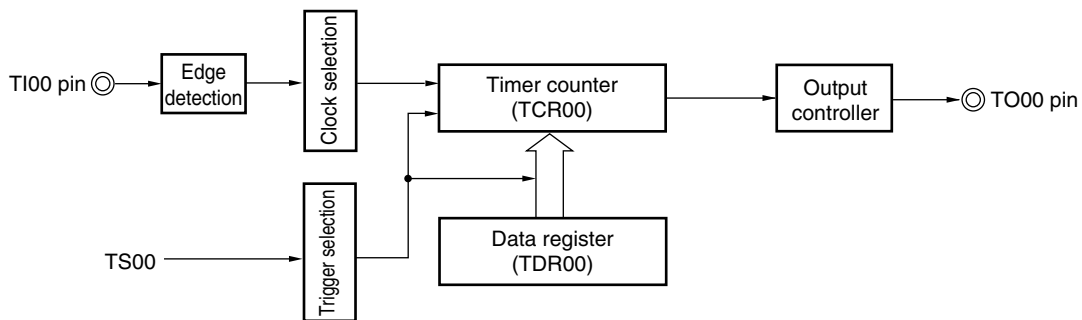 TI00 pin
Edge
detection
Clock selection
Timer counter
(TCR00)
Output
controller
TO00 pin
TS00
Trigger selection
Data register
(TDR00)